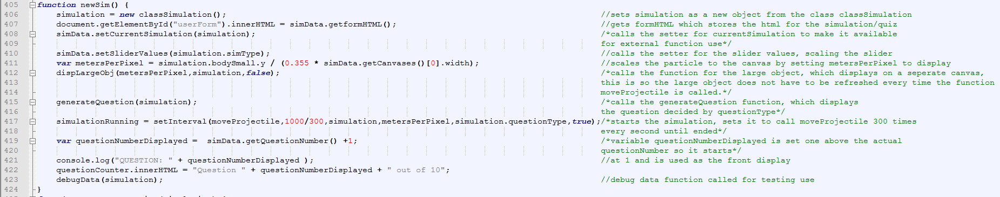 405 function newSim() {
406 simulation = new classSimulation(); //sets simulation as a new object from the class classSimulation
407 document.getElementById("userForm").innerHTML = simData.getformHTML(); //gets formHTML which stores the html for the simulation/quiz
408 simData.setCurrentSimulation(simulation); /*calls the setter for currentSimulation to make it available
409 for external function use*/
410 simData.setSliderValues(simulation.simType); //calls the setter for the slider values, scaling the slider
411 var metersPerPixel = simulation.bodySmall.y / (0.355 * simData.getCanvases()[0].width); //scales the particle to the canvas by setting metersPerPixel to display
412 dispLargeObj(metersPerPixel,simulation,false); /*calls the function for the large object, which displays on a seperate canvas,
413 this is so the large object does not have to be refreshed every time the function
414 moveProjectile is called.*/
415 generateQuestion(simulation); /*calls the generateQuestion function, which displays
416 the question decided by questionType*/
417 simulationRunning = setInterval(moveProjectile,1000/300,simulation,metersPerPixel,simulation.questionType,true);/*starts the simulation, sets it to call moveProjectile 300 times
418 every second until ended*/
419 var questionNumberDisplayed = simData.getQuestionNumber() +1; /*variable questionNumberDisplayed is set one above the actual
420 questionNumber so it starts*/
421 console.log("QUESTION: " + questionNumberDisplayed ); //at 1 and is used as the front display
422 questionCounter.innerHTML = "Question " + questionNumberDisplayed + " out of 10";
423 debugData(simulation); //debug data function called for testing use
424 }